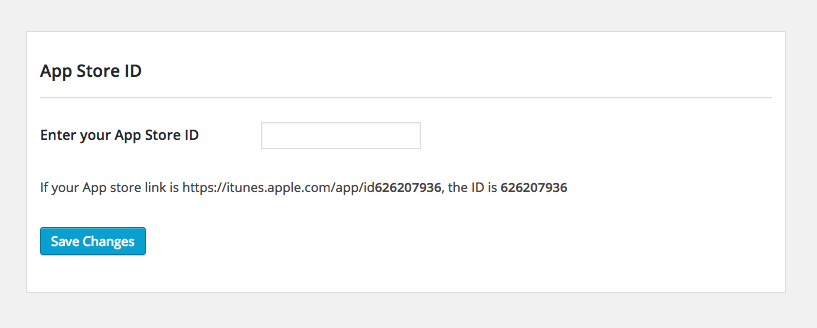 App Store ID
Enter your App Store ID
If your App store link is https://itunes.apple.com/app/id626207936, the ID is 626207936
Save Changes